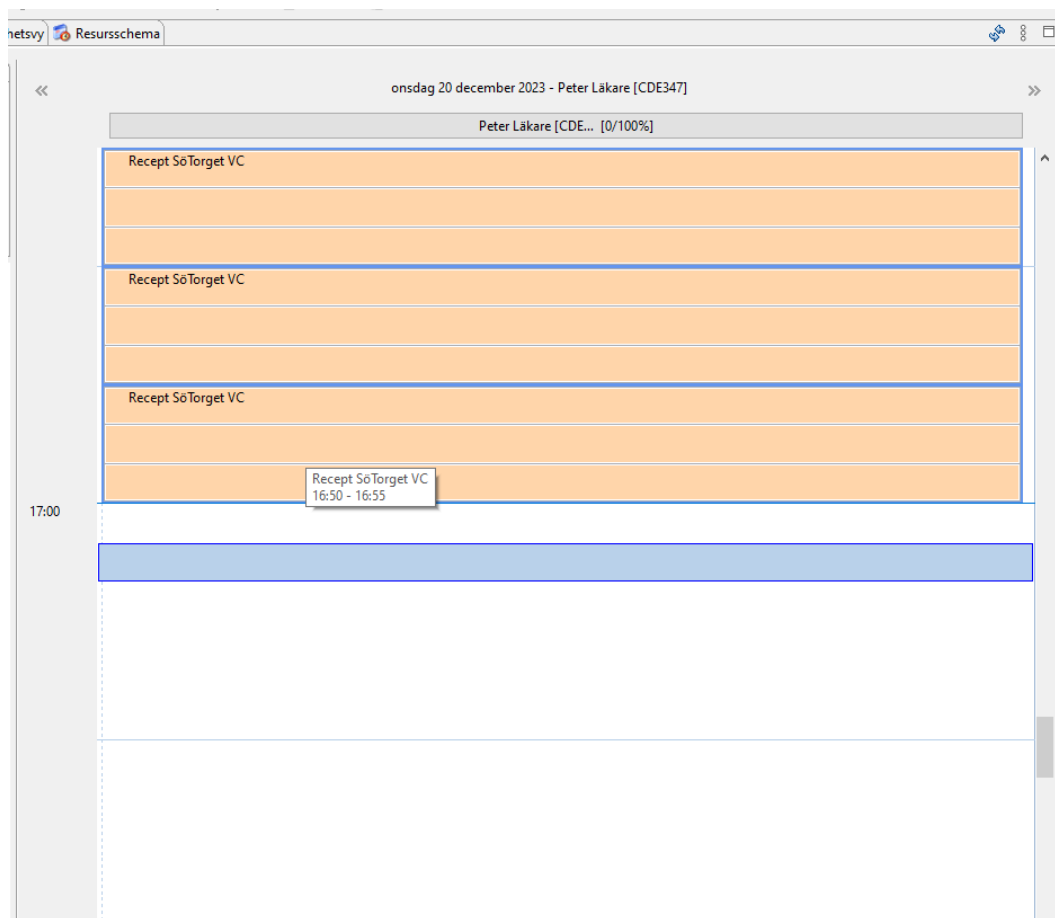 hetsvy Resursschema
onsdag 20 december 2023 - Peter Läkare [CDE347]
Peter Läkare [CDE... [0/100%]
Recept SöTorget VC
Recept SöTorget VC
Recept SöTorget VC
Recept SöTorget VC
16:50 - 16:55
17:00